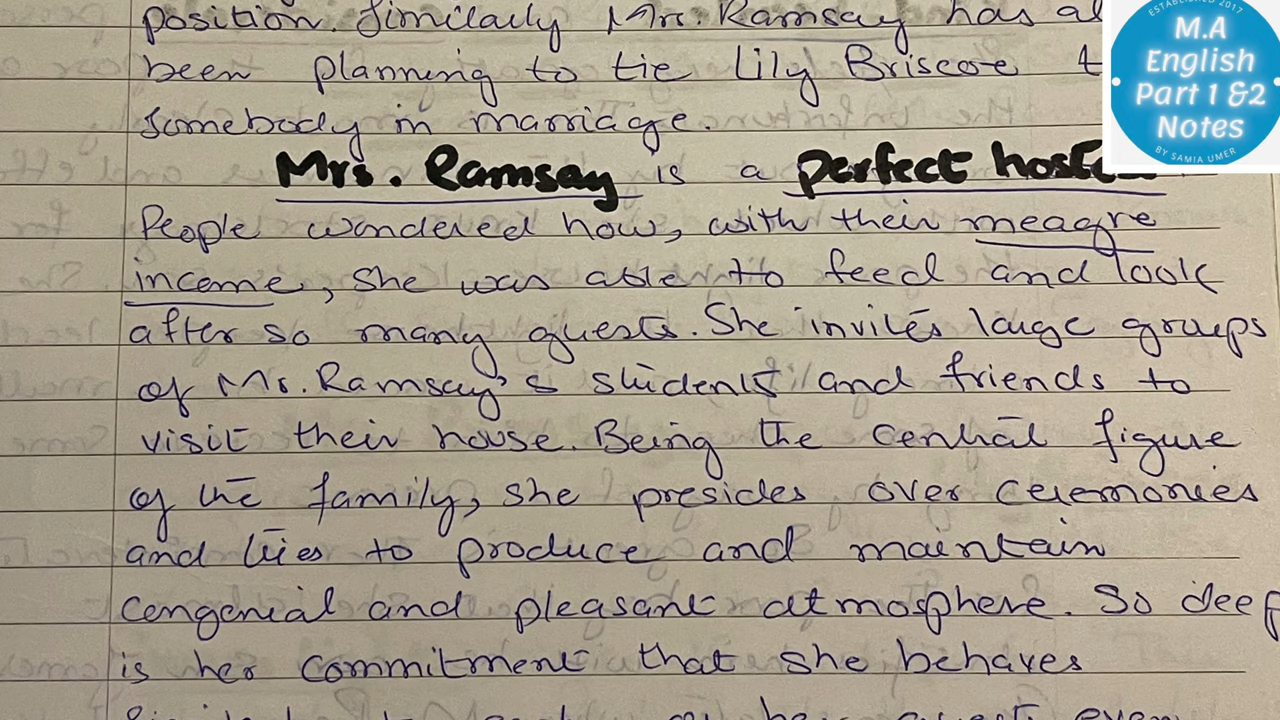 position. Similarly Mrs. Ramsay has al
been planning to tie Lily Briscoe t
somebody in marriage.
Mrs. Ramsay is a perfect hoste
People wondered how, with their meagre
income, she was able to feed and look
after so many guests. She invites large groups
of Mr. Ramsay's students and friends to
visit their house. Being the central figure
of the family, she presides over ceremonies
and tries to produce and maintain
congenial and pleasant atmosphere. So deep
is her commitment that she behaves
guest even
ESTABLISHED 2017
M.A
English
Part 1 &2
Notes
BY SAMIA UMER